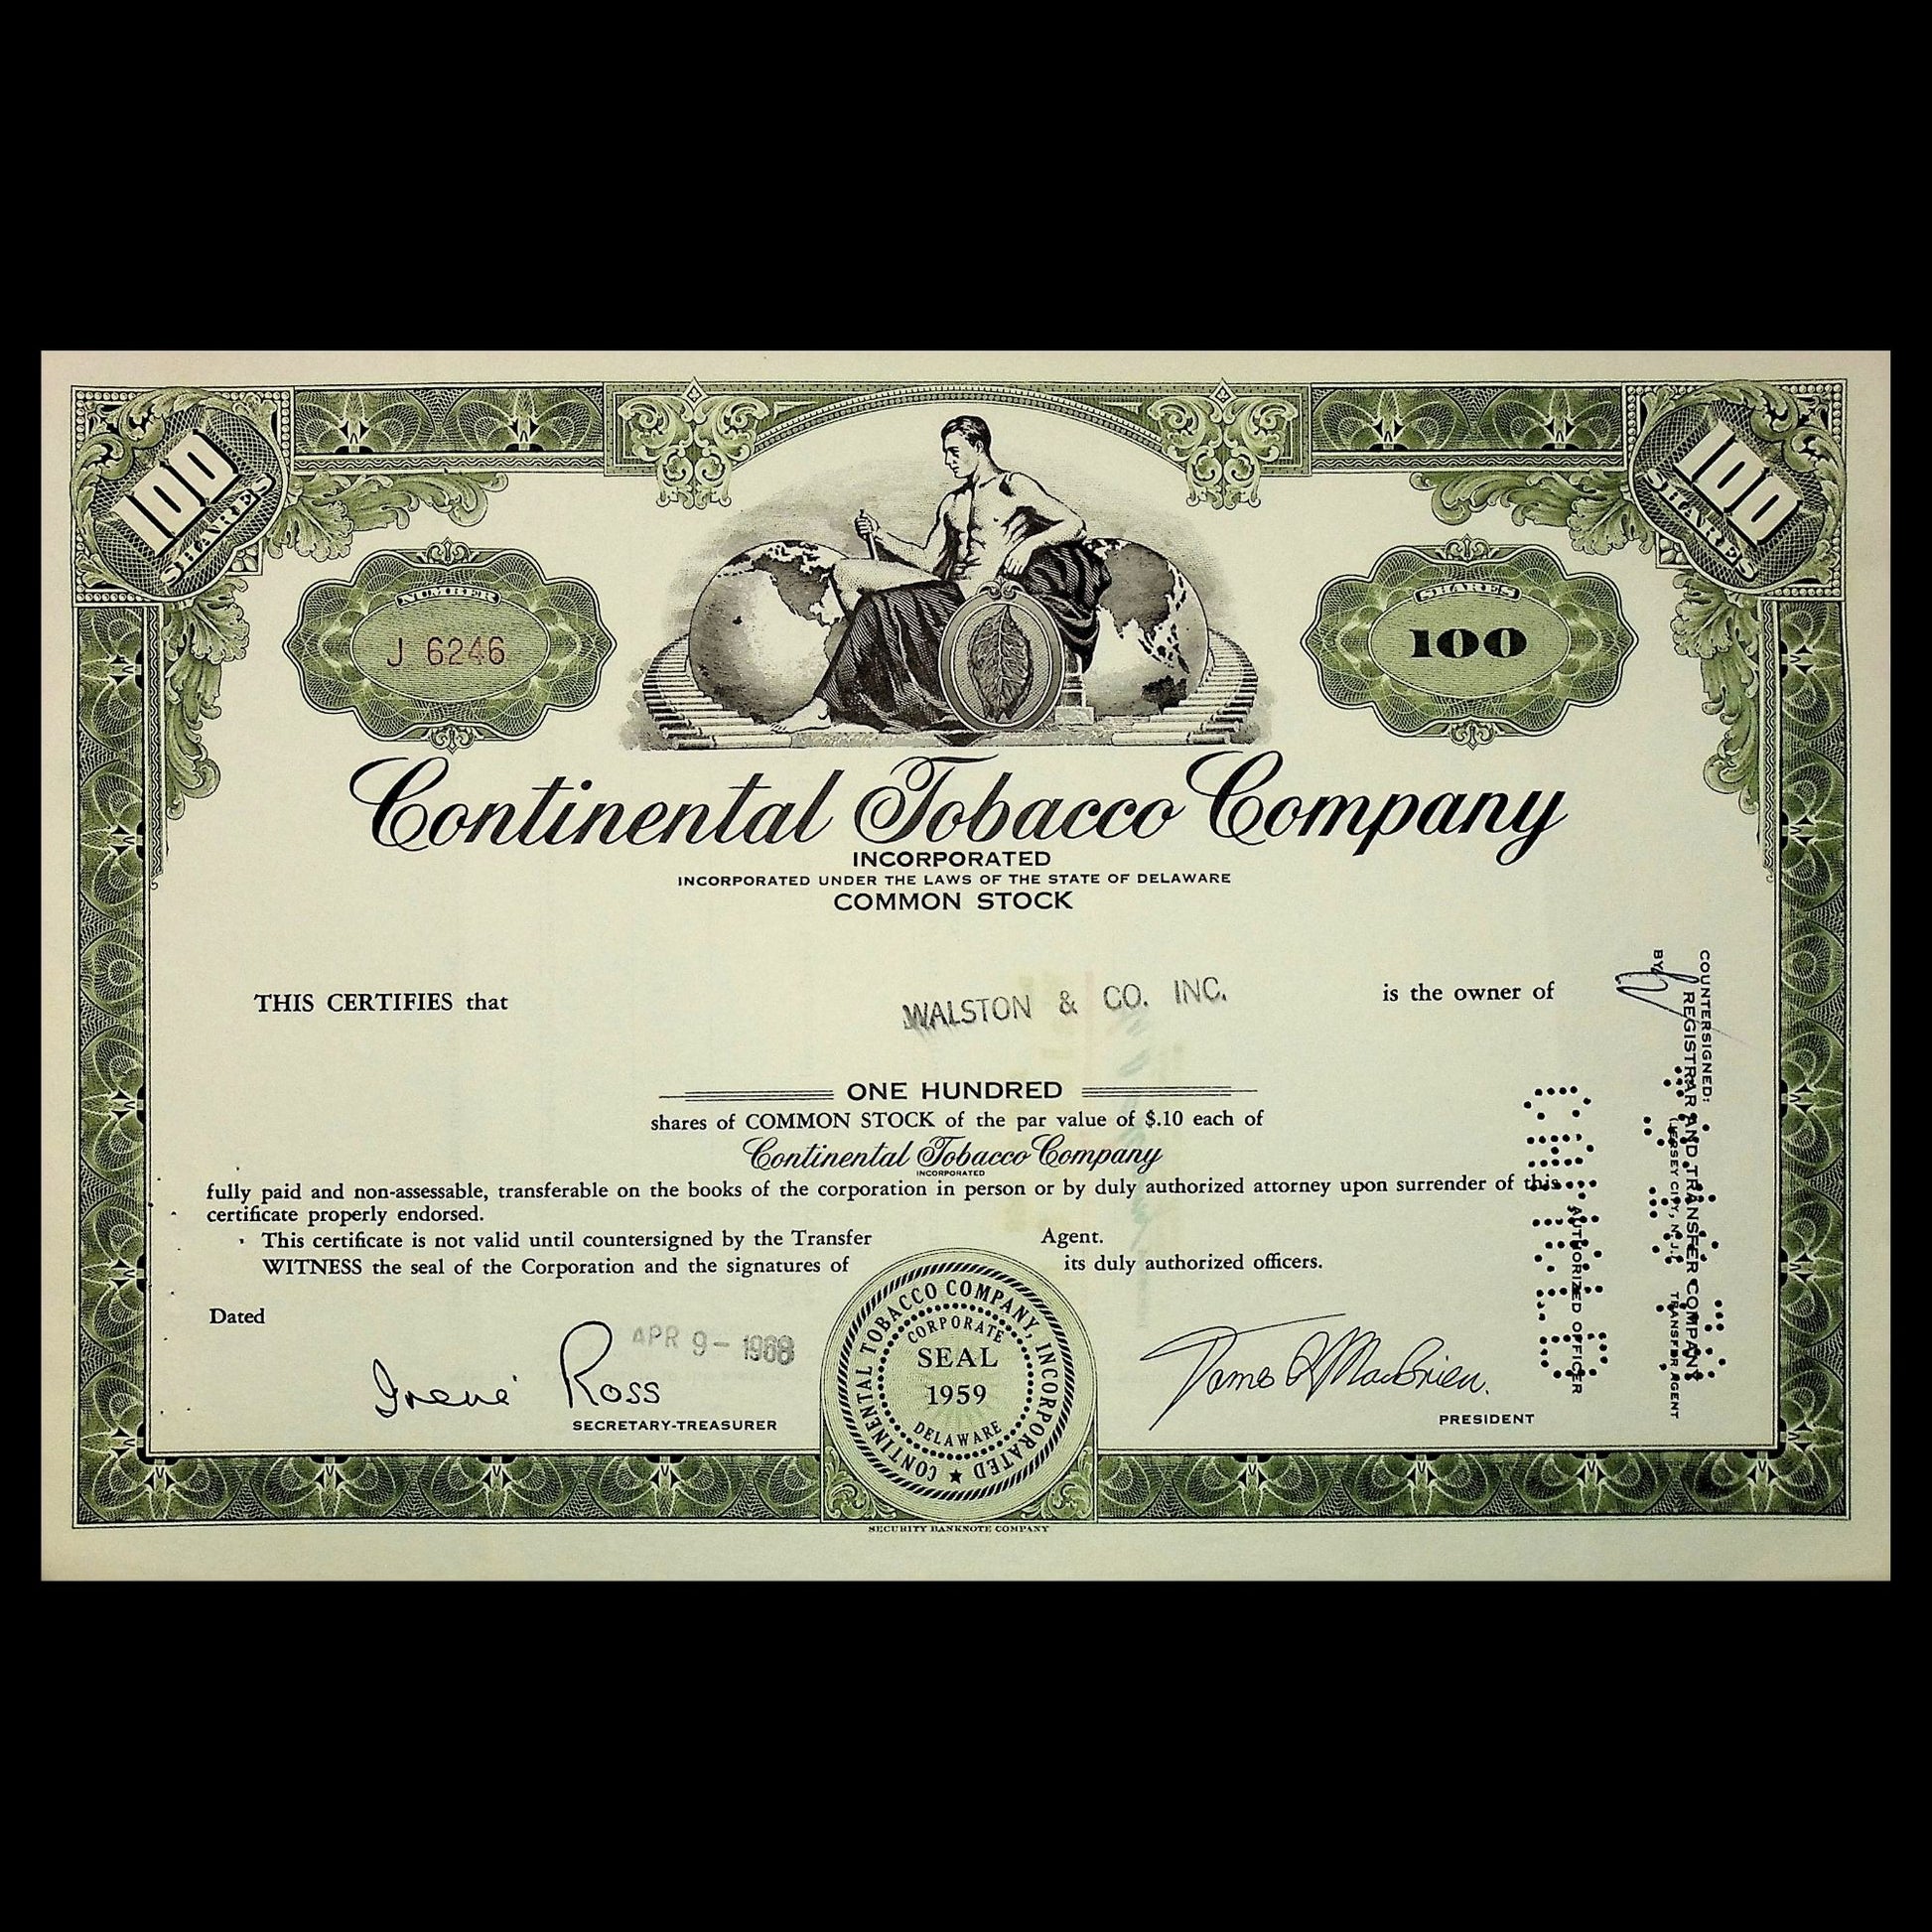 100
SHARES
100
SHARES
NUMBER
J 6246
SHARES
100
Continental Tobacco Company
INCORPORATED
INCORPORATED UNDER THE LAWS OF THE STATE OF DELAWARE
COMMON STOCK
THIS CERTIFIES that WALSTON & CO. INC. is the owner of
ONE HUNDRED
shares of COMMON STOCK of the par value of $.10 each of
Continental Tobacco Company
INCORPORATED
fully paid and non-assessable, transferable on the books of the corporation in person or by duly authorized attorney upon surrender of this
certificate properly endorsed.
This certificate is not valid until countersigned by the Transfer Agent.
WITNESS the seal of the Corporation and the signatures of its duly authorized officers.
Dated
APR 9 - 1968
Irene Ross
SECRETARY-TREASURER
CONTINENTAL TOBACCO COMPANY, INCORPORATED
CORPORATE
SEAL
1959
DELAWARE
James R MacBrien.
PRESIDENT
COUNTERSIGNED:
REGISTRAR AND TRANSFER COMPANY
(JERSEY CITY, N.J.)
TRANSFER AGENT
BY
AUTHORIZED OFFICER
SECURITY BANKNOTE COMPANY